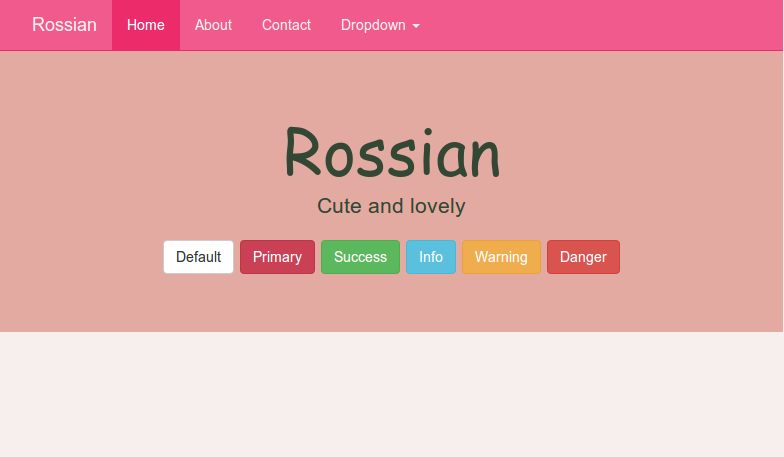 Rossian Home About Contact Dropdown
Rossian
Cute and lovely
Default Primary Success Info Warning Danger